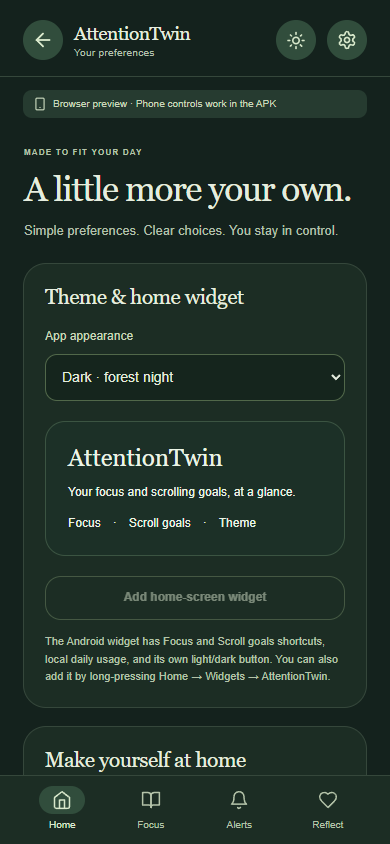 AttentionTwin
Your preferences
Browser preview · Phone controls work in the APK
MADE TO FIT YOUR DAY
A little more your own.
Simple preferences. Clear choices. You stay in control.
Theme & home widget
App appearance
Dark · forest night
AttentionTwin
Your focus and scrolling goals, at a glance.
Focus · Scroll goals · Theme
Add home-screen widget
The Android widget has Focus and Scroll goals shortcuts,
local daily usage, and its own light/dark button. You can also
add it by long-pressing Home → Widgets → AttentionTwin.
Make yourself at home
Home Focus Alerts Reflect